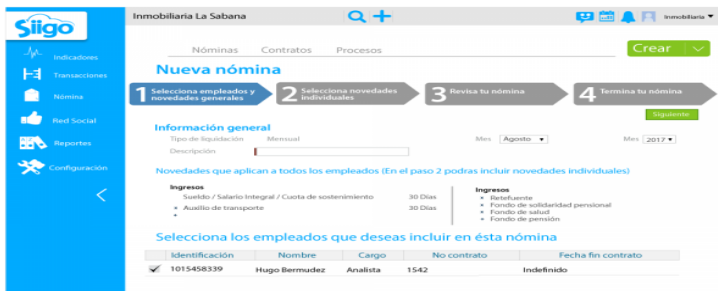 Siigo
Inmobiliaria La Sabana
Inmobiliaria
Indicadores
Transacciones
Nómina
Red Social
Reportes
Configuración
Nóminas Contratos Procesos
Crear
Nueva nómina
1 Selecciona empleados y novedades generales
2 Selecciona novedades individuales
3 Revisa tu nómina
4 Termina tu nómina
Siguiente
Información general
Tipo de liquidación Mensual Mes Agosto Mes 2017
Descripción
Novedades que aplican a todos los empleados (En el paso 2 podras incluir novedades individuales)
Ingresos
Sueldo / Salario Integral / Cuota de sostenimiento 30 Días
• Auxilio de transporte 30 Días
•
Ingresos
• Retefuente
• Fondo de solidaridad pensional
• Fondo de salud
• Fondo de pensión
Selecciona los empleados que deseas incluir en ésta nómina
Identificación Nombre Cargo No contrato Fecha fin contrato
1015458339 Hugo Bermudez Analista 1542 Indefinido